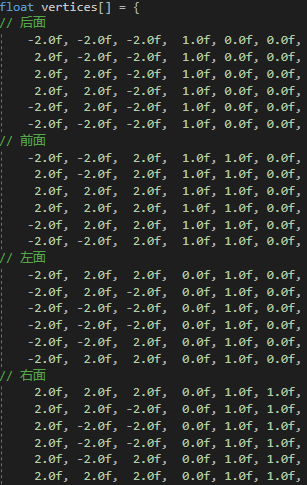 float vertices[] = {
// 后面
-2.0f, -2.0f, -2.0f, 1.0f, 0.0f, 0.0f,
2.0f, -2.0f, -2.0f, 1.0f, 0.0f, 0.0f,
2.0f, 2.0f, -2.0f, 1.0f, 0.0f, 0.0f,
2.0f, 2.0f, -2.0f, 1.0f, 0.0f, 0.0f,
-2.0f, 2.0f, -2.0f, 1.0f, 0.0f, 0.0f,
-2.0f, -2.0f, -2.0f, 1.0f, 0.0f, 0.0f,
// 前面
-2.0f, -2.0f, 2.0f, 1.0f, 1.0f, 0.0f,
2.0f, -2.0f, 2.0f, 1.0f, 1.0f, 0.0f,
2.0f, 2.0f, 2.0f, 1.0f, 1.0f, 0.0f,
2.0f, 2.0f, 2.0f, 1.0f, 1.0f, 0.0f,
-2.0f, 2.0f, 2.0f, 1.0f, 1.0f, 0.0f,
-2.0f, -2.0f, 2.0f, 1.0f, 1.0f, 0.0f,
// 左面
-2.0f, 2.0f, 2.0f, 0.0f, 1.0f, 0.0f,
-2.0f, 2.0f, -2.0f, 0.0f, 1.0f, 0.0f,
-2.0f, -2.0f, -2.0f, 0.0f, 1.0f, 0.0f,
-2.0f, -2.0f, -2.0f, 0.0f, 1.0f, 0.0f,
-2.0f, -2.0f, 2.0f, 0.0f, 1.0f, 0.0f,
-2.0f, 2.0f, 2.0f, 0.0f, 1.0f, 0.0f,
// 右面
2.0f, 2.0f, 2.0f, 0.0f, 1.0f, 1.0f,
2.0f, 2.0f, -2.0f, 0.0f, 1.0f, 1.0f,
2.0f, -2.0f, -2.0f, 0.0f, 1.0f, 1.0f,
2.0f, -2.0f, -2.0f, 0.0f, 1.0f, 1.0f,
2.0f, -2.0f, 2.0f, 0.0f, 1.0f, 1.0f,
2.0f, 2.0f, 2.0f, 0.0f, 1.0f, 1.0f,